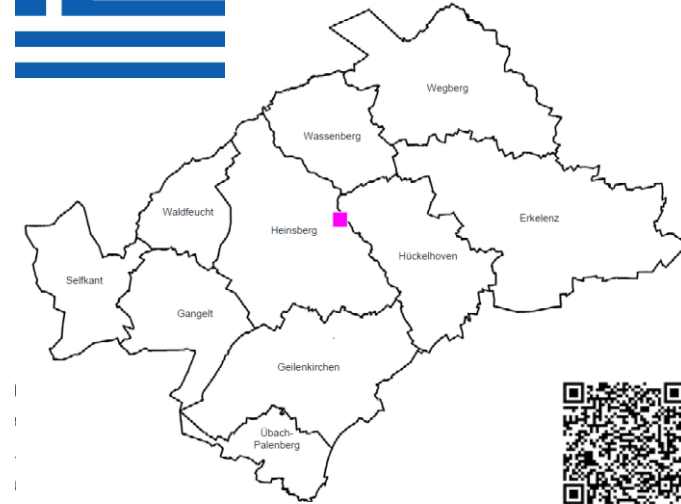 Wegberg
Wassenberg
Waldfeucht
Erkelenz
Heinsberg
Hückelhoven
Selfkant
Gangelt
Geilenkirchen
Übach-
Palenberg